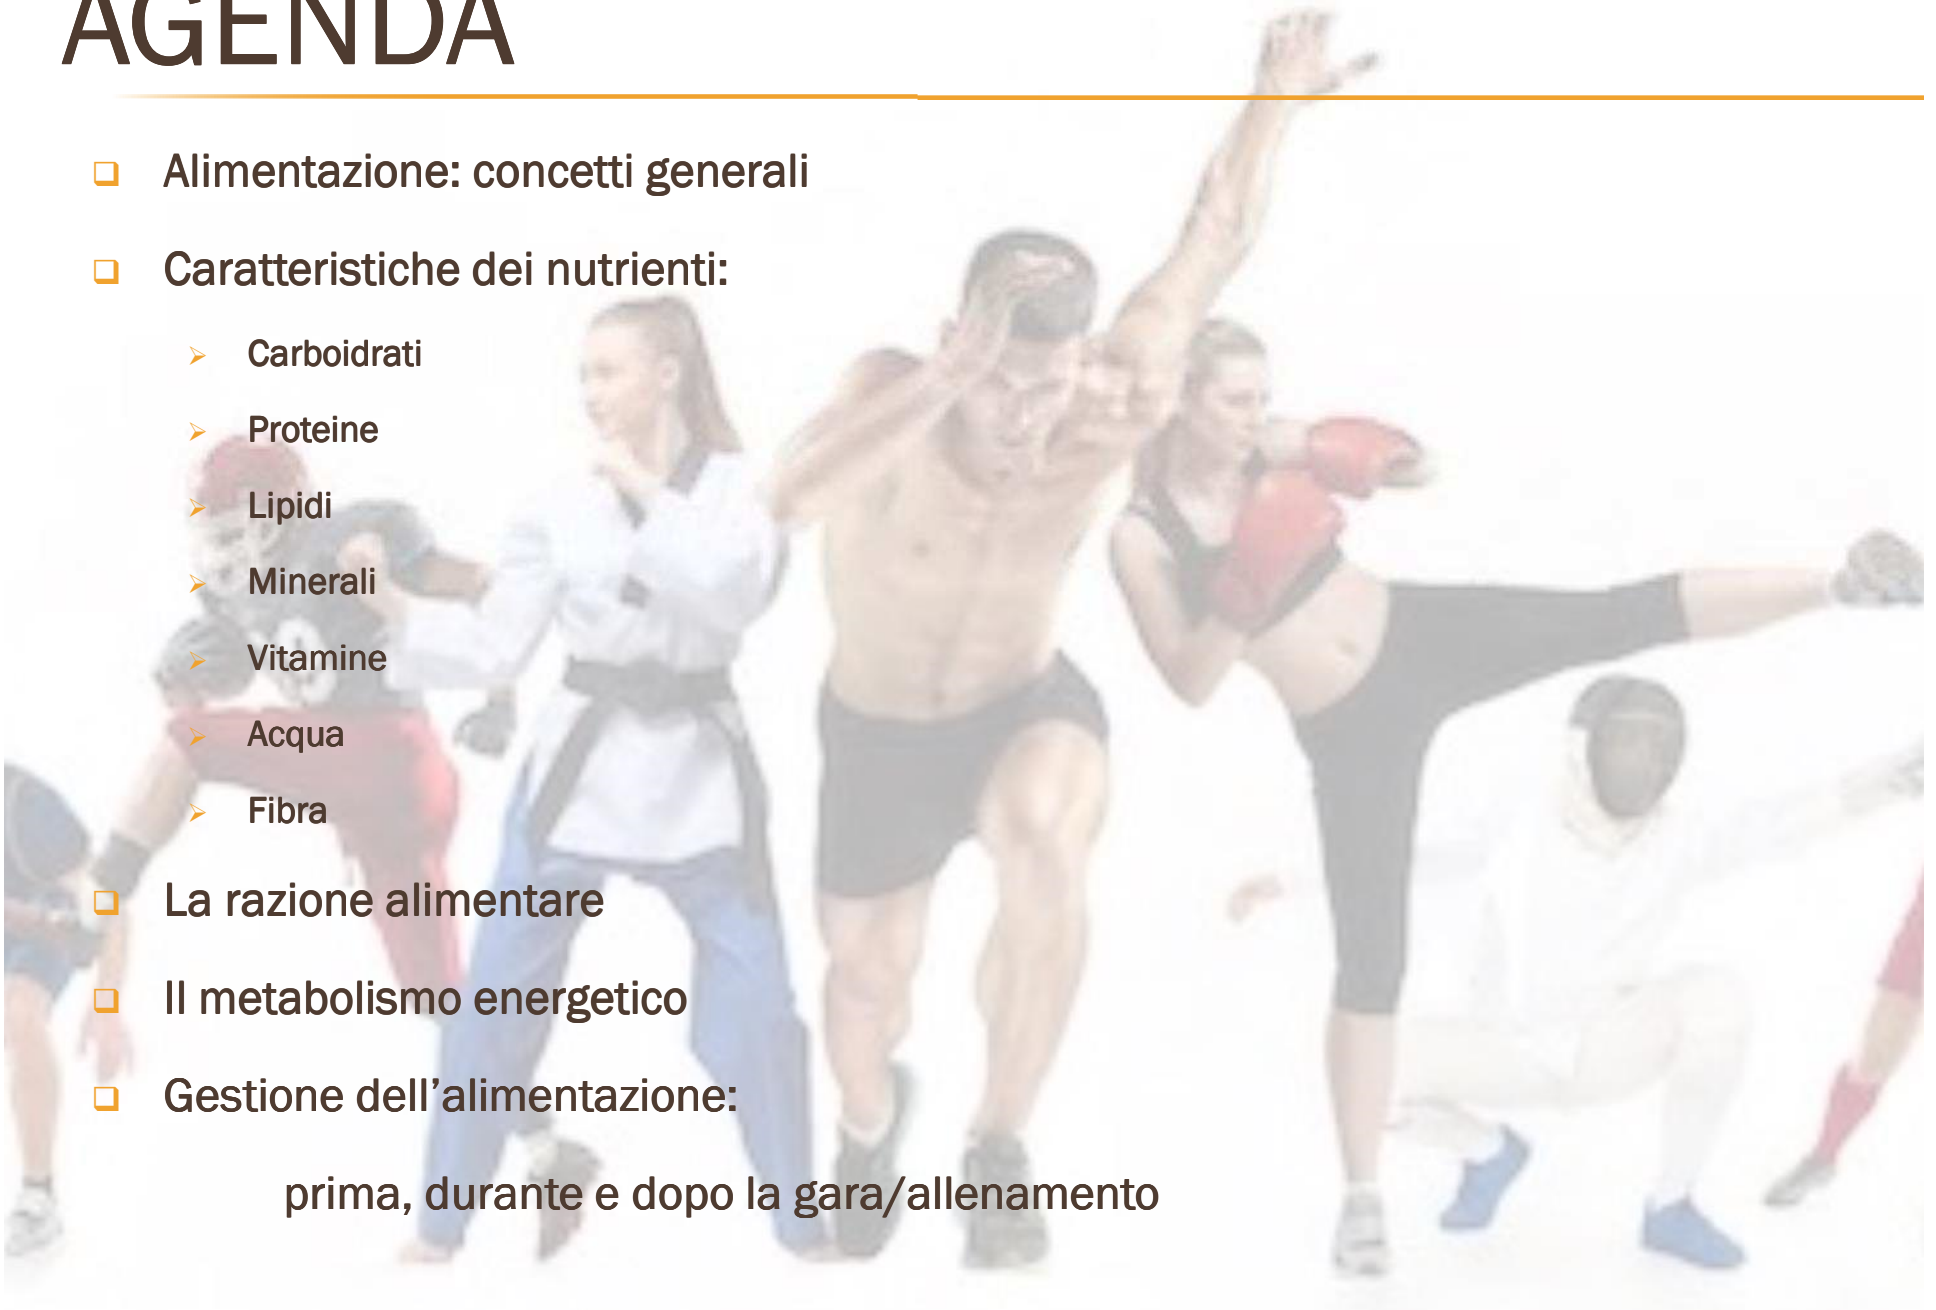 AGENDA
Alimentazione: concetti generali
Caratteristiche dei nutrienti:
Carboidrati
Proteine
Lipidi
Minerali
Vitamine
Acqua
Fibra
La razione alimentare
Il metabolismo energetico
Gestione dell’alimentazione:
prima, durante e dopo la gara/allenamento